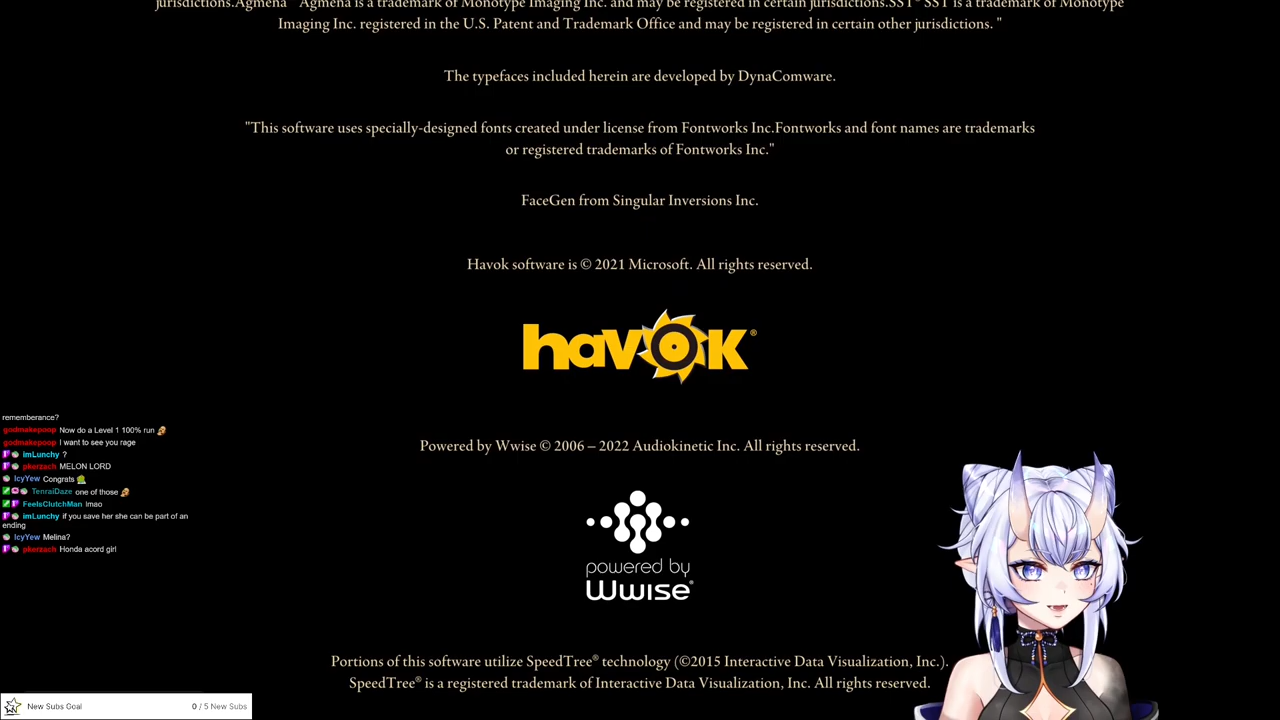 jurisdictions.Agmena™ Agmena is a trademark of Monotype Imaging Inc. and may be registered in certain jurisdictions.SST® SST is a trademark of Monotype
Imaging Inc. registered in the U.S. Patent and Trademark Office and may be registered in certain other jurisdictions. "
The typefaces included herein are developed by DynaComware.
"This software uses specially-designed fonts created under license from Fontworks Inc.Fontworks and font names are trademarks
or registered trademarks of Fontworks Inc."
FaceGen from Singular Inversions Inc.
Havok software is © 2021 Microsoft. All rights reserved.
havoK®
Powered by Wwise © 2006 – 2022 Audiokinetic Inc. All rights reserved.
powered by
Wwise®
Portions of this software utilize SpeedTree® technology (©2015 Interactive Data Visualization, Inc.).
SpeedTree® is a registered trademark of Interactive Data Visualization, Inc. All rights reserved.
rememberance?
godmakepoop Now do a Level 1 100% run
godmakepoop I want to see you rage
imLunchy ?
pkerzach MELON LORD
IcyYew Congrats
TenraiDaze one of those
FeelsClutchMan lmao
imLunchy if you save her she can be part of an
ending
IcyYew Melina?
pkerzach Honda acord girl
New Subs Goal 0 / 5 New Subs